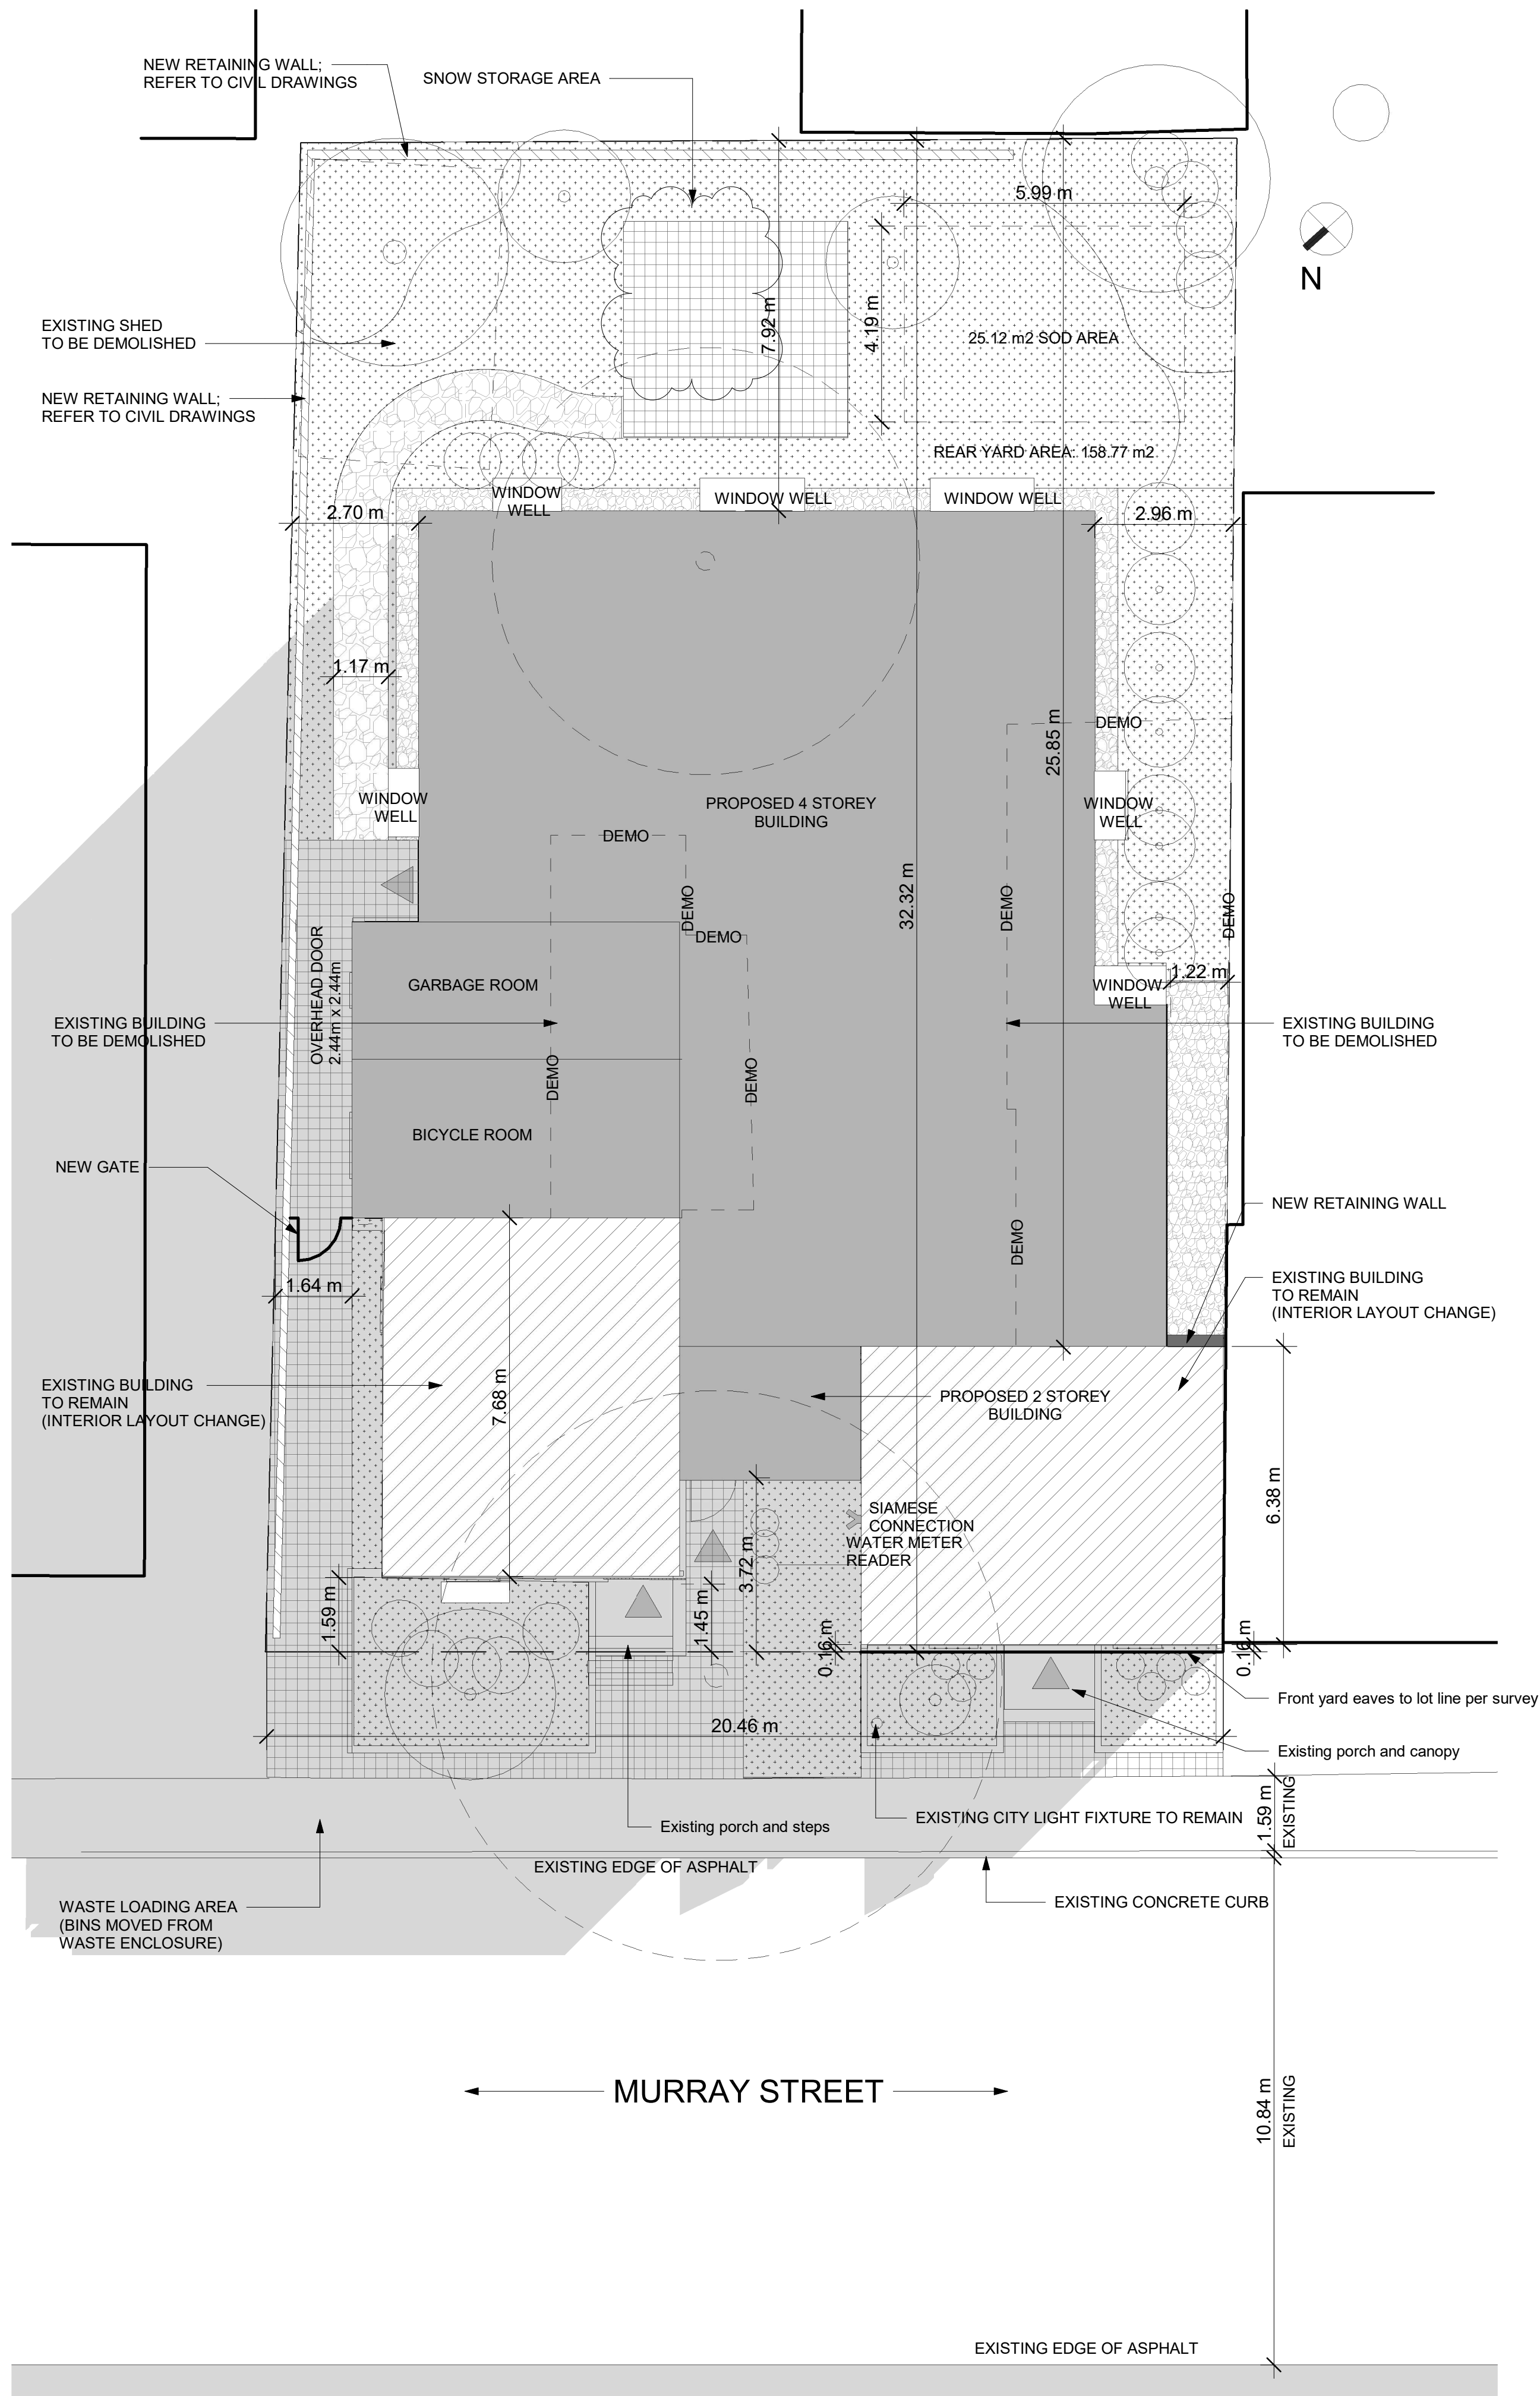 NEW RETAINING WALL;
REFER TO CIVIL DRAWINGS
SNOW STORAGE AREA
5.99 m
N
7.92 m
4.19 m
EXISTING SHED
TO BE DEMOLISHED
25.12 m2 SOD AREA
NEW RETAINING WALL;
REFER TO CIVIL DRAWINGS
REAR YARD AREA: 158.77 m2
WINDOW
WELL
WINDOW WELL
WINDOW WELL
2.70 m
2.96 m
1.17 m
DEMO
25.85 m
WINDOW
WELL
PROPOSED 4 STOREY
BUILDING
WINDOW
WELL
DEMO
DEMO
DEMO
32.32 m
DEMO
DEMO
OVERHEAD DOOR
2.44m x 2.44m
GARBAGE ROOM
1.22 m
WINDOW
WELL
EXISTING BUILDING
TO BE DEMOLISHED
EXISTING BUILDING
TO BE DEMOLISHED
DEMO
DEMO
BICYCLE ROOM
NEW GATE
NEW RETAINING WALL
DEMO
1.64 m
EXISTING BUILDING
TO REMAIN
(INTERIOR LAYOUT CHANGE)
EXISTING BUILDING
TO REMAIN
(INTERIOR LAYOUT CHANGE)
7.68 m
PROPOSED 2 STOREY
BUILDING
6.38 m
SIAMESE
CONNECTION
WATER METER
READER
3.72 m
1.59 m
1.45 m
0.16 m
0.16 m
Front yard eaves to lot line per survey
20.46 m
Existing porch and canopy
EXISTING CITY LIGHT FIXTURE TO REMAIN
Existing porch and steps
1.59 m
EXISTING
EXISTING EDGE OF ASPHALT
WASTE LOADING AREA
(BINS MOVED FROM
WASTE ENCLOSURE)
EXISTING CONCRETE CURB
MURRAY STREET
10.84 m
EXISTING
EXISTING EDGE OF ASPHALT